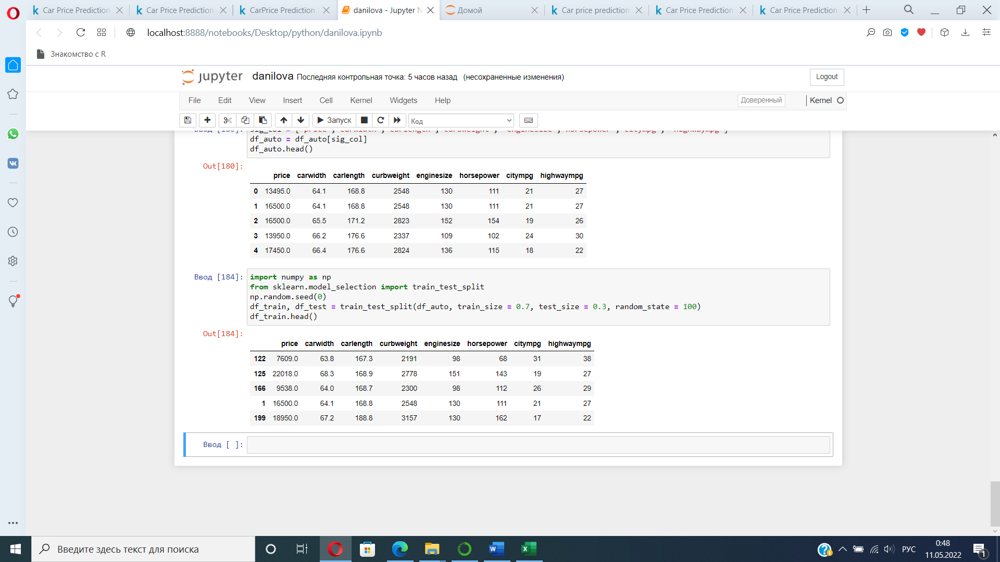 Car Price Prediction
Car Price Prediction
CarPrice Prediction
danilova - Jupyter N
Домой
Car price prediction
Car Price Prediction
Car Price Prediction
localhost:8888/notebooks/Desktop/python/danilova.ipynb
Знакомство с R
jupyter danilova Последняя контрольная точка: 5 часов назад (несохраненные изменения) Logout
File Edit View Insert Cell Kernel Widgets Help Доверенный Kernel
Запуск Код
Ввод [180]: sig_col = ['price','carwidth','carlength','curbweight', 'enginesize','horsepower','citympg', 'highwaympg']
df_auto = df_auto[sig_col]
df_auto.head()
Out[180]:
price carwidth carlength curbweight enginesize horsepower citympg highwaympg
0 13495.0 64.1 168.8 2548 130 111 21 27
1 16500.0 64.1 168.8 2548 130 111 21 27
2 16500.0 65.5 171.2 2823 152 154 19 26
3 13950.0 66.2 176.6 2337 109 102 24 30
4 17450.0 66.4 176.6 2824 136 115 18 22
Ввод [184]: import numpy as np
from sklearn.model_selection import train_test_split
np.random.seed(0)
df_train, df_test = train_test_split(df_auto, train_size = 0.7, test_size = 0.3, random_state = 100)
df_train.head()
Out[184]:
price carwidth carlength curbweight enginesize horsepower citympg highwaympg
122 7609.0 63.8 167.3 2191 98 68 31 38
125 22018.0 68.3 168.9 2778 151 143 19 27
166 9538.0 64.0 168.7 2300 98 112 26 29
1 16500.0 64.1 168.8 2548 130 111 21 27
199 18950.0 67.2 188.8 3157 130 162 17 22
Ввод [ ]:
Введите здесь текст для поиска
РУС
0:48
11.05.2022
1